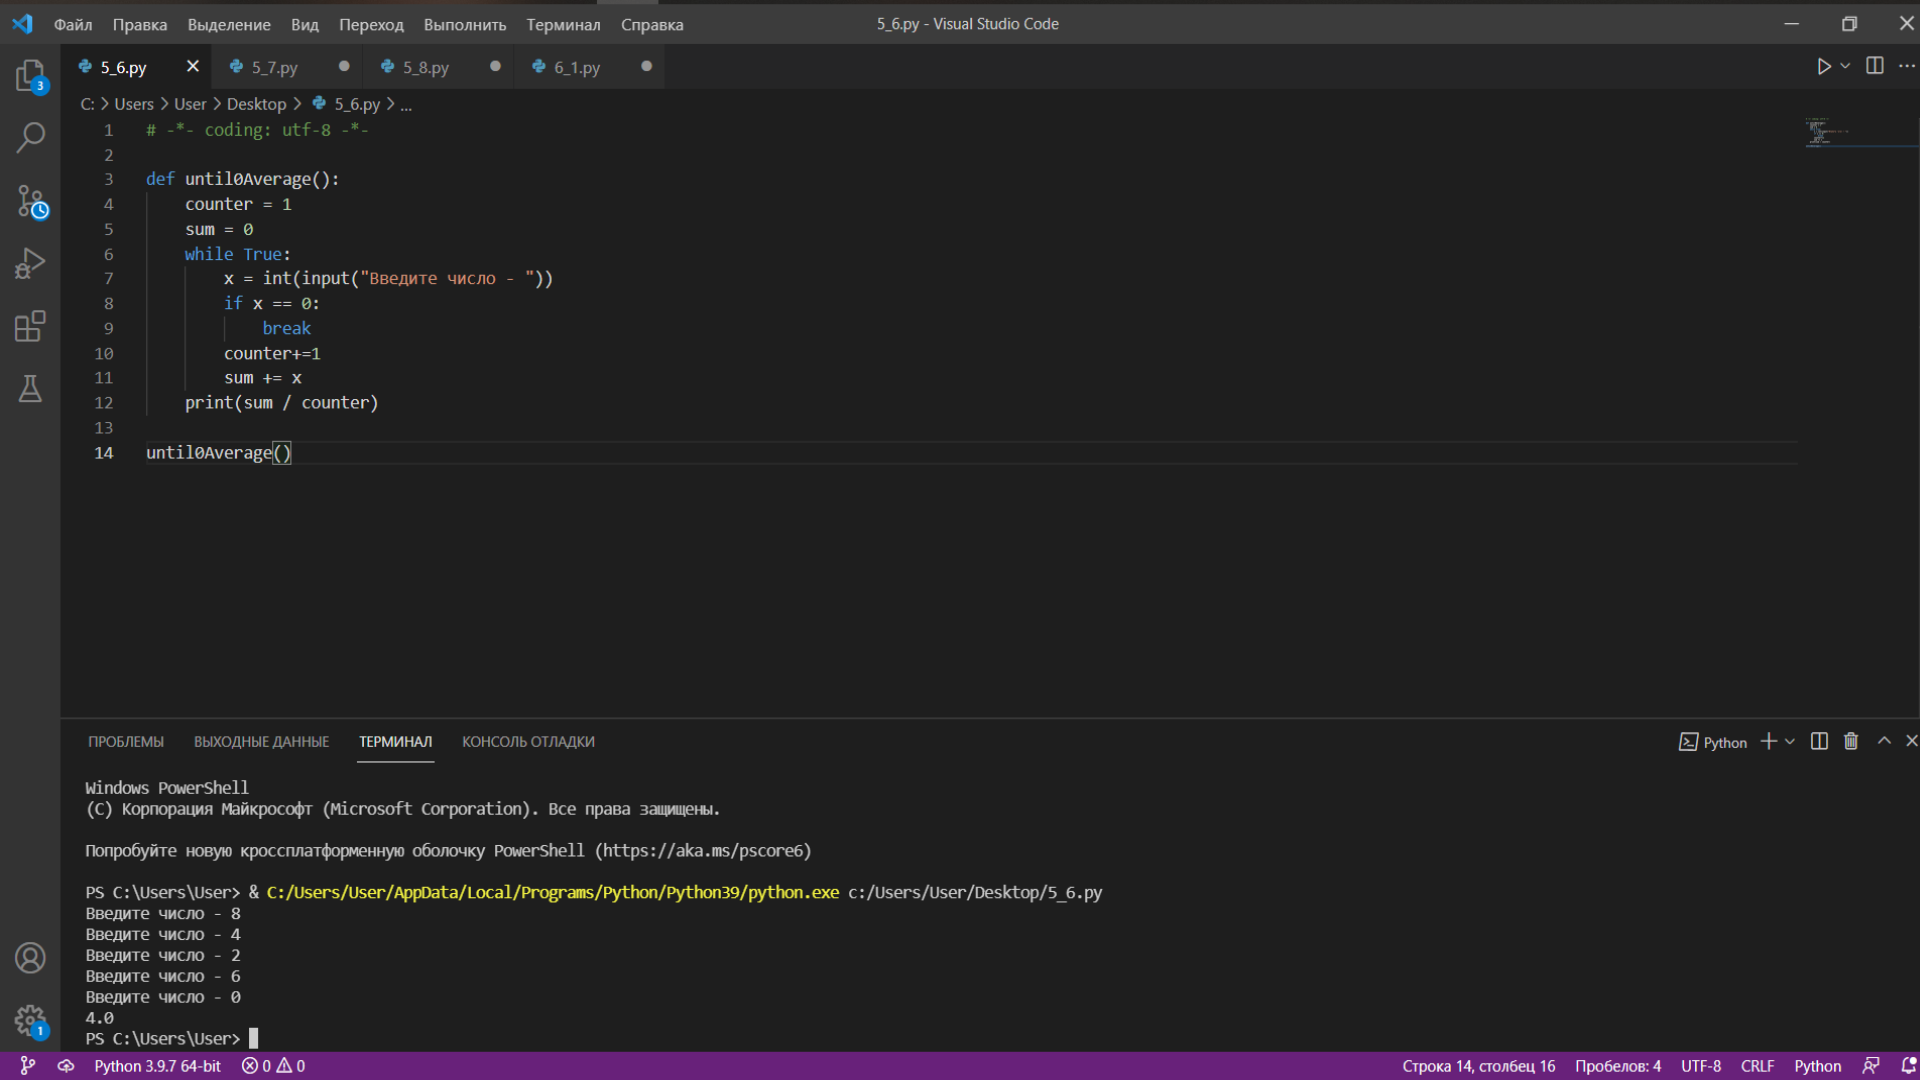 Файл Правка Выделение Вид Переход Выполнить Терминал Справка 5_6.py - Visual Studio Code
5_6.py 5_7.py 5_8.py 6_1.py
3
C: > Users > User > Desktop > 5_6.py > ...
1 # -*- coding: utf-8 -*-
2
3 def until0Average():
4 counter = 1
5 sum = 0
6 while True:
7 x = int(input("Введите число - "))
8 if x == 0:
9 break
10 counter+=1
11 sum += x
12 print(sum / counter)
13
14 until0Average()
ПРОБЛЕМЫ ВЫХОДНЫЕ ДАННЫЕ ТЕРМИНАЛ КОНСОЛЬ ОТЛАДКИ Python
Windows PowerShell
(C) Корпорация Майкрософт (Microsoft Corporation). Все права защищены.
Попробуйте новую кроссплатформенную оболочку PowerShell (https://aka.ms/pscore6)
PS C:\Users\User> & C:/Users/User/AppData/Local/Programs/Python/Python39/python.exe c:/Users/User/Desktop/5_6.py
Введите число - 8
Введите число - 4
Введите число - 2
Введите число - 6
Введите число - 0
4.0
PS C:\Users\User>
1
Python 3.9.7 64-bit 0 0 Строка 14, столбец 16 Пробелов: 4 UTF-8 CRLF Python